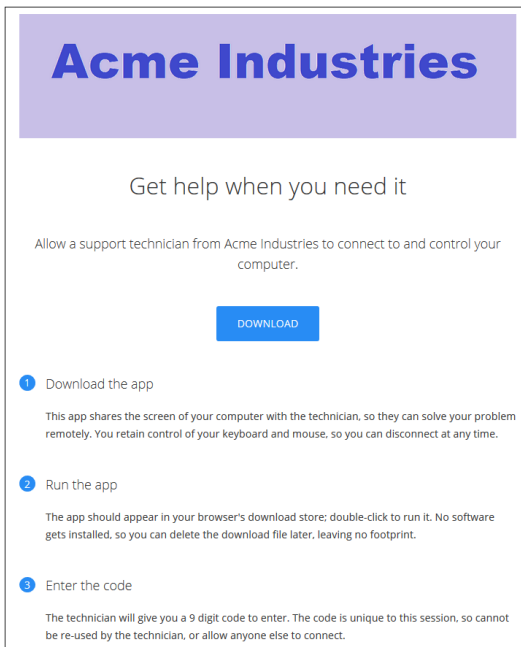 Acme Industries
Get help when you need it
Allow a support technician from Acme Industries to connect to and control your
computer.
DOWNLOAD
1 Download the app
This app shares the screen of your computer with the technician, so they can solve your problem
remotely. You retain control of your keyboard and mouse, so you can disconnect at any time.
2 Run the app
The app should appear in your browser's download store; double-click to run it. No software
gets installed, so you can delete the download file later, leaving no footprint.
3 Enter the code
The technician will give you a 9 digit code to enter. The code is unique to this session, so cannot
be re-used by the technician, or allow anyone else to connect.